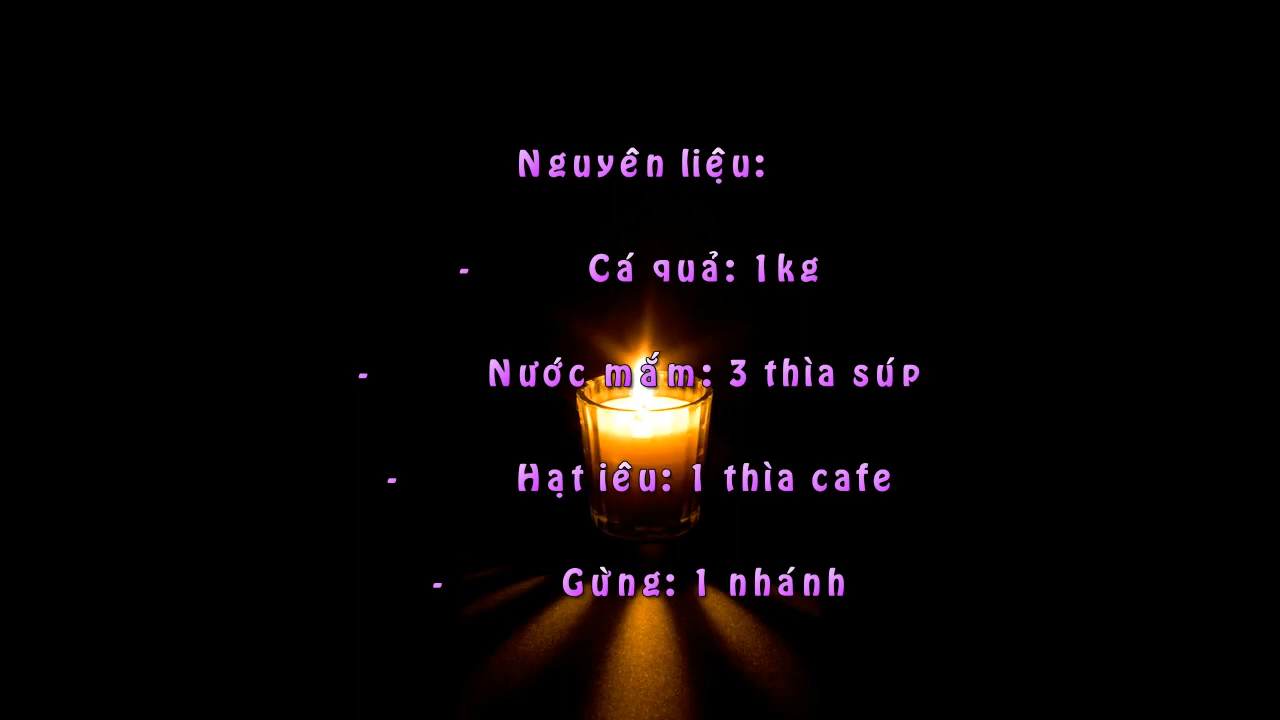 Nguyên liệu:
- Cá quả: 1kg
- Nước mắm: 3 thìa súp
- Hạt iêu: 1 thìa cafe
- Gừng: 1 nhánh